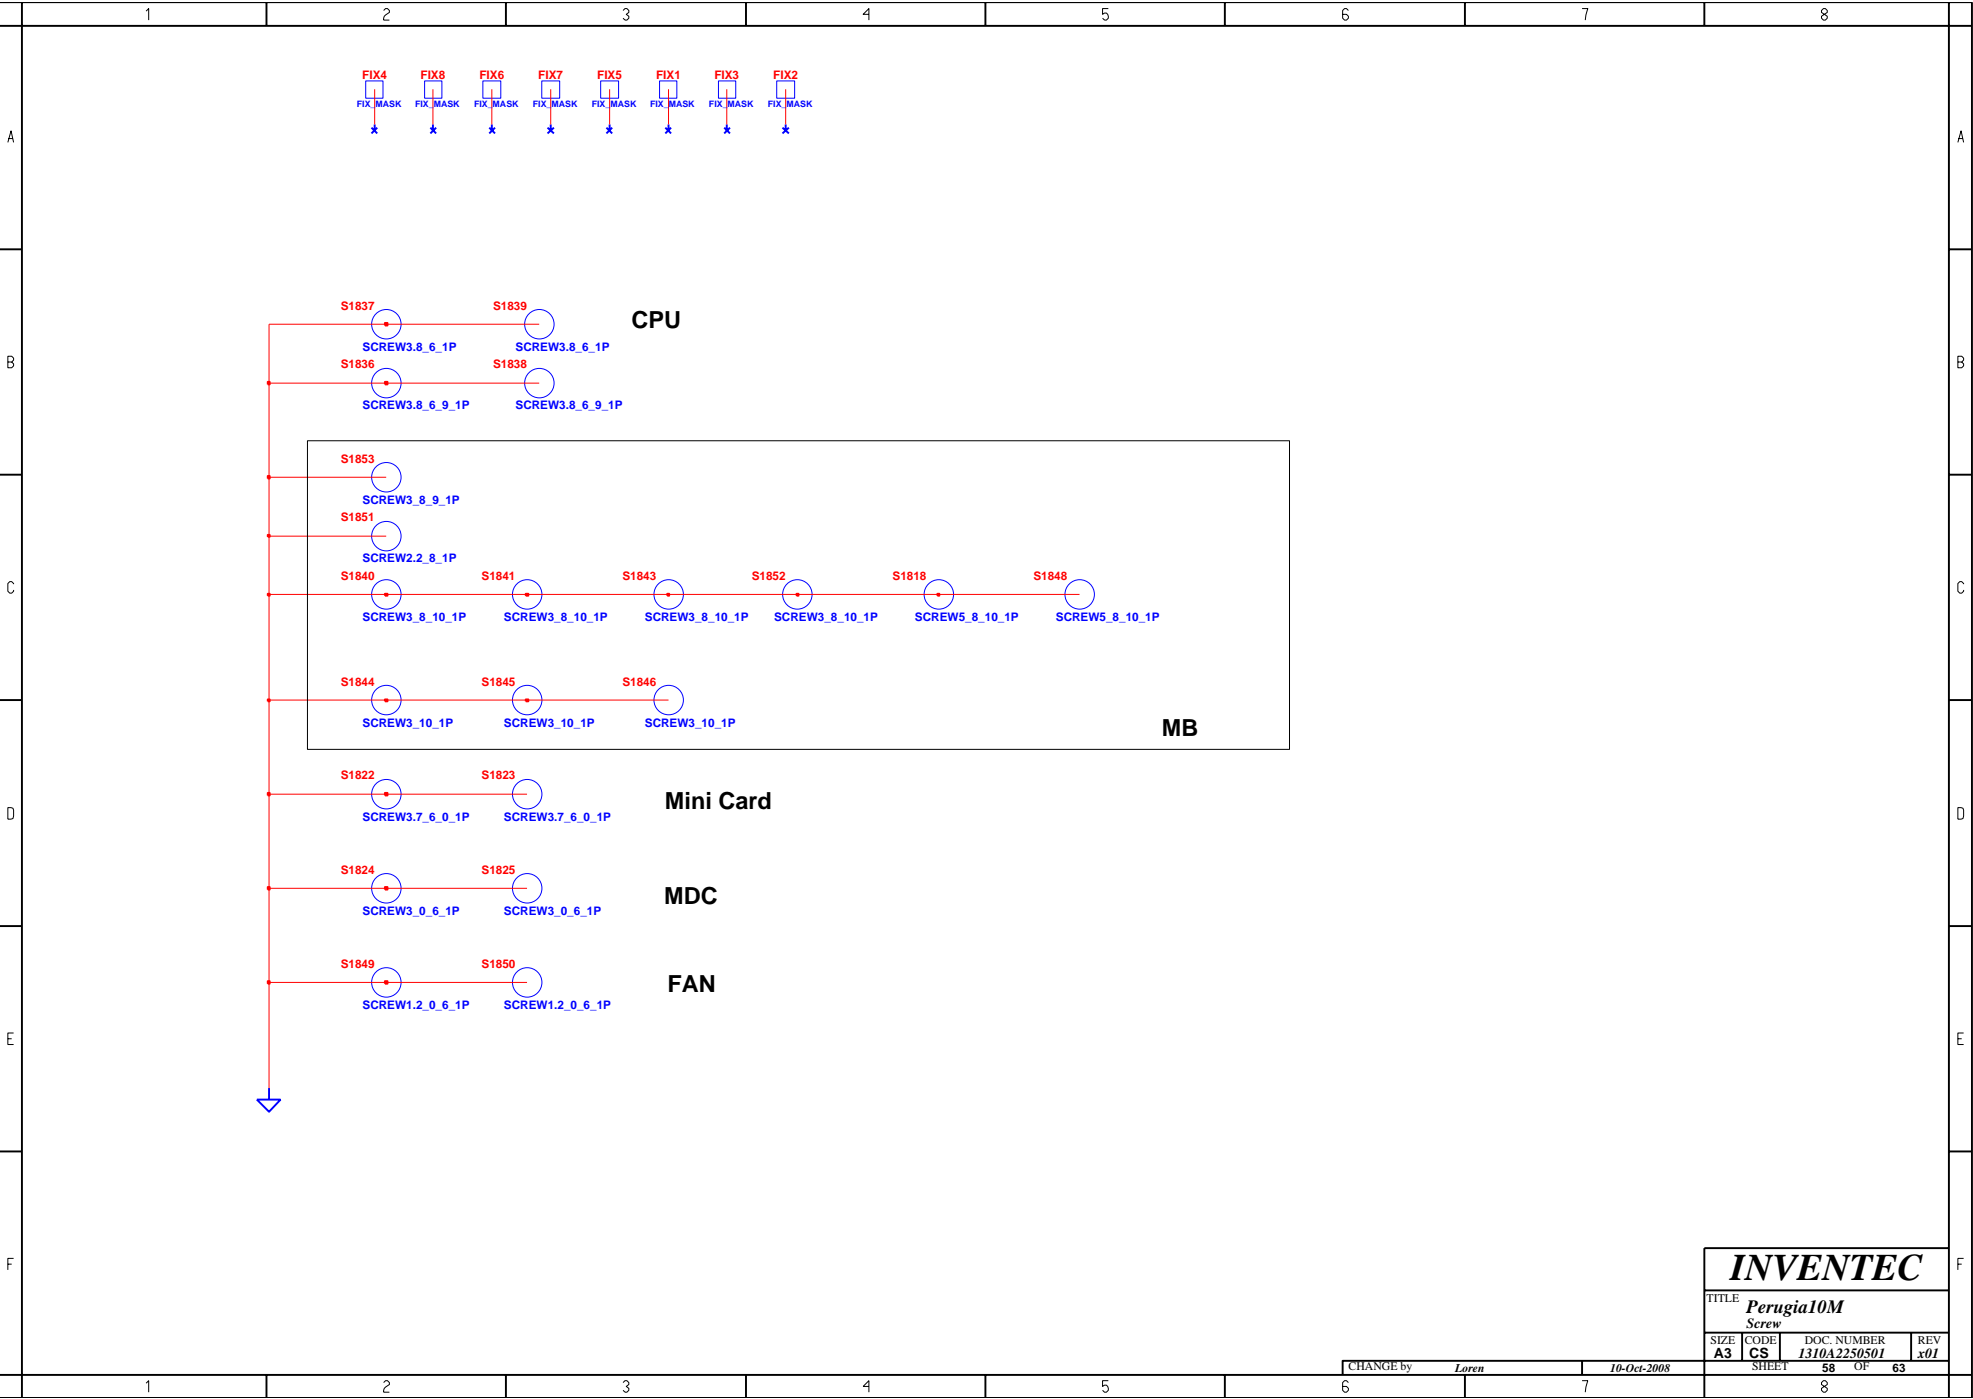 1 2 3 4 5 6 7 8
FIX4 FIX8 FIX6 FIX7 FIX5 FIX1 FIX3 FIX2
FIX_MASK FIX_MASK FIX_MASK FIX_MASK FIX_MASK FIX_MASK FIX_MASK FIX_MASK
A A
S1837 S1839
CPU
SCREW3.8_6_1P SCREW3.8_6_1P
B B
S1836 S1838
SCREW3.8_6_9_1P SCREW3.8_6_9_1P
S1853
SCREW3_8_9_1P
S1851
SCREW2.2_8_1P
S1840 S1841 S1843 S1852 S1818 S1848
C C
SCREW3_8_10_1P SCREW3_8_10_1P SCREW3_8_10_1P SCREW3_8_10_1P SCREW5_8_10_1P SCREW5_8_10_1P
S1844 S1845 S1846
SCREW3_10_1P SCREW3_10_1P SCREW3_10_1P
MB
S1822 S1823
Mini Card
SCREW3.7_6_0_1P SCREW3.7_6_0_1P
D D
S1824 S1825
MDC
SCREW3_0_6_1P SCREW3_0_6_1P
S1849 S1850
FAN
SCREW1.2_0_6_1P SCREW1.2_0_6_1P
E E
F F
INVENTEC
TITLE Perugia10M
Screw
SIZE CODE DOC. NUMBER REV
A3 CS 1310A2250501 x01
CHANGE by Loren 10-Oct-2008 SHEET 58 OF 63
1 2 3 4 5 6 7 8